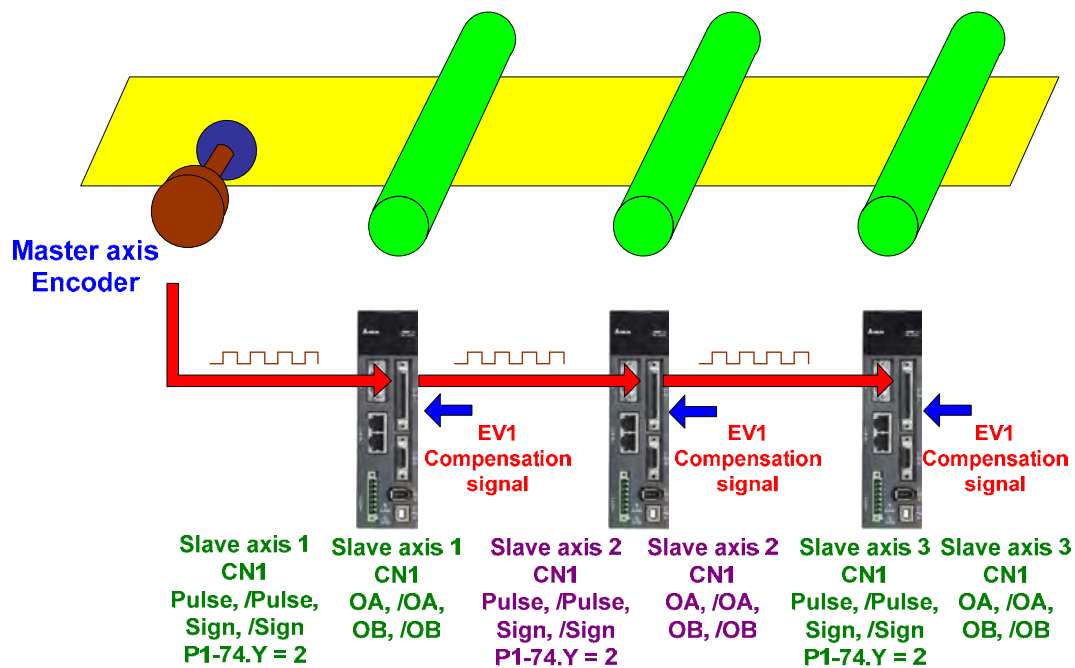 Master axis
Encoder
EV1
Compensation
signal
EV1
Compensation
signal
EV1
Compensation
signal
Slave axis 1
CN1
Pulse, /Pulse,
Sign, /Sign
P1-74.Y = 2
Slave axis 1
CN1
OA, /OA,
OB, /OB
Slave axis 2
CN1
Pulse, /Pulse,
Sign, /Sign
P1-74.Y = 2
Slave axis 2
CN1
OA, /OA,
OB, /OB
Slave axis 3
CN1
Pulse, /Pulse,
Sign, /Sign
P1-74.Y = 2
Slave axis 3
CN1
OA, /OA,
OB, /OB